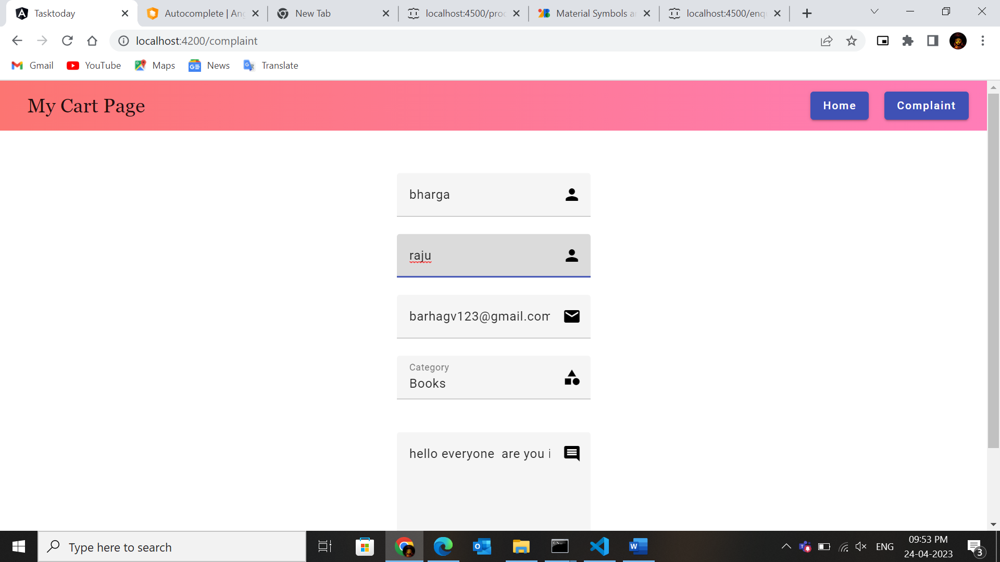 Tasktoday
Autocomplete | Ang
New Tab
localhost:4500/proc
Material Symbols a
localhost:4500/enq
localhost:4200/complaint
Gmail
YouTube
Maps
News
Translate
My Cart Page
Home
Complaint
bharga
raju
barhagv123@gmail.com
Category
Books
hello everyone  are you i
Type here to search
ENG
09:53 PM
24-04-2023
3